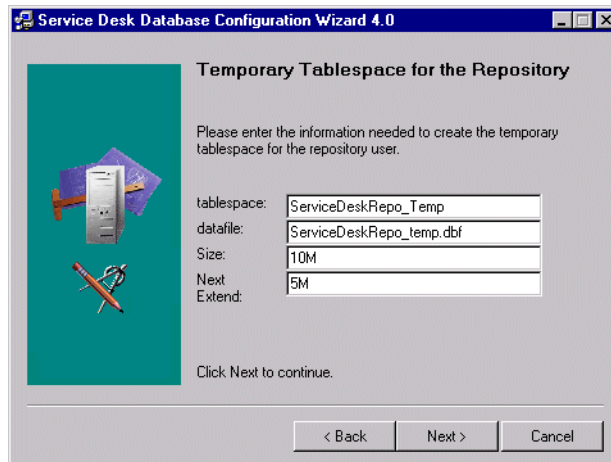 Service Desk Database Configuration Wizard 4.0
Temporary Tablespace for the Repository
Please enter the information needed to create the temporary
tablespace for the repository user.
tablespace: ServiceDeskRepo_Temp
datafile: ServiceDeskRepo_temp.dbf
Size: 10M
Next
Extend: 5M
Click Next to continue.
< Back Next > Cancel